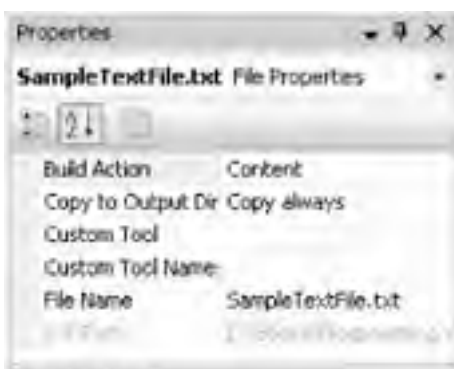 Properties
SampleTextFile.txt File Properties
Build Action Content
Copy to Output Dir Copy always
Custom Tool
Custom Tool Name
File Name SampleTextFile.txt